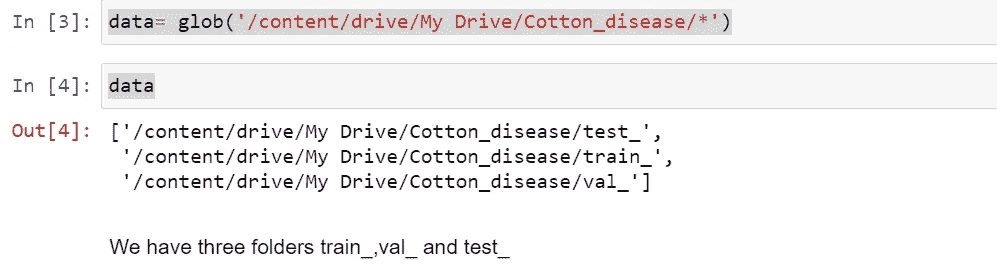 In [3]: data= glob('/content/drive/My Drive/Cotton_disease/*')
In [4]: data
Out[4]: ['/content/drive/My Drive/Cotton_disease/test_',
'/content/drive/My Drive/Cotton_disease/train_',
'/content/drive/My Drive/Cotton_disease/val_']
We have three folders train_,val_ and test_